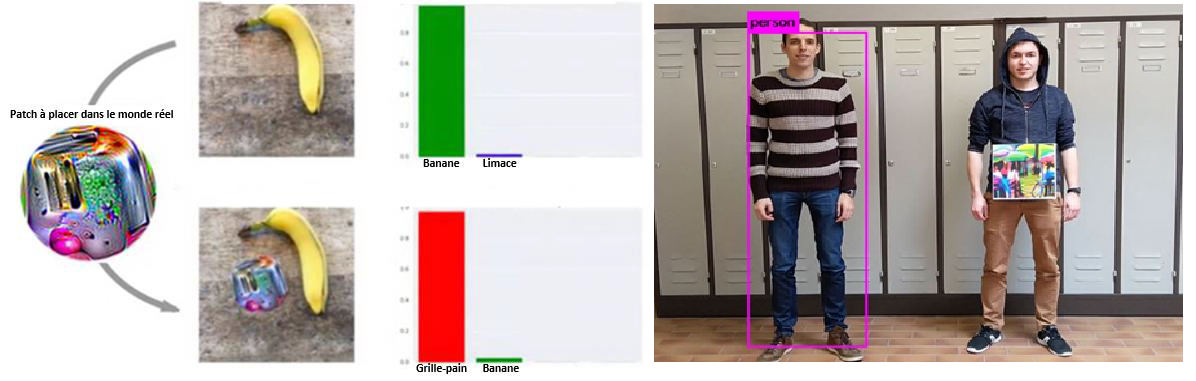 Patch à placer dans le monde réel
Banane
Limace
Grille-pain
Banane
person